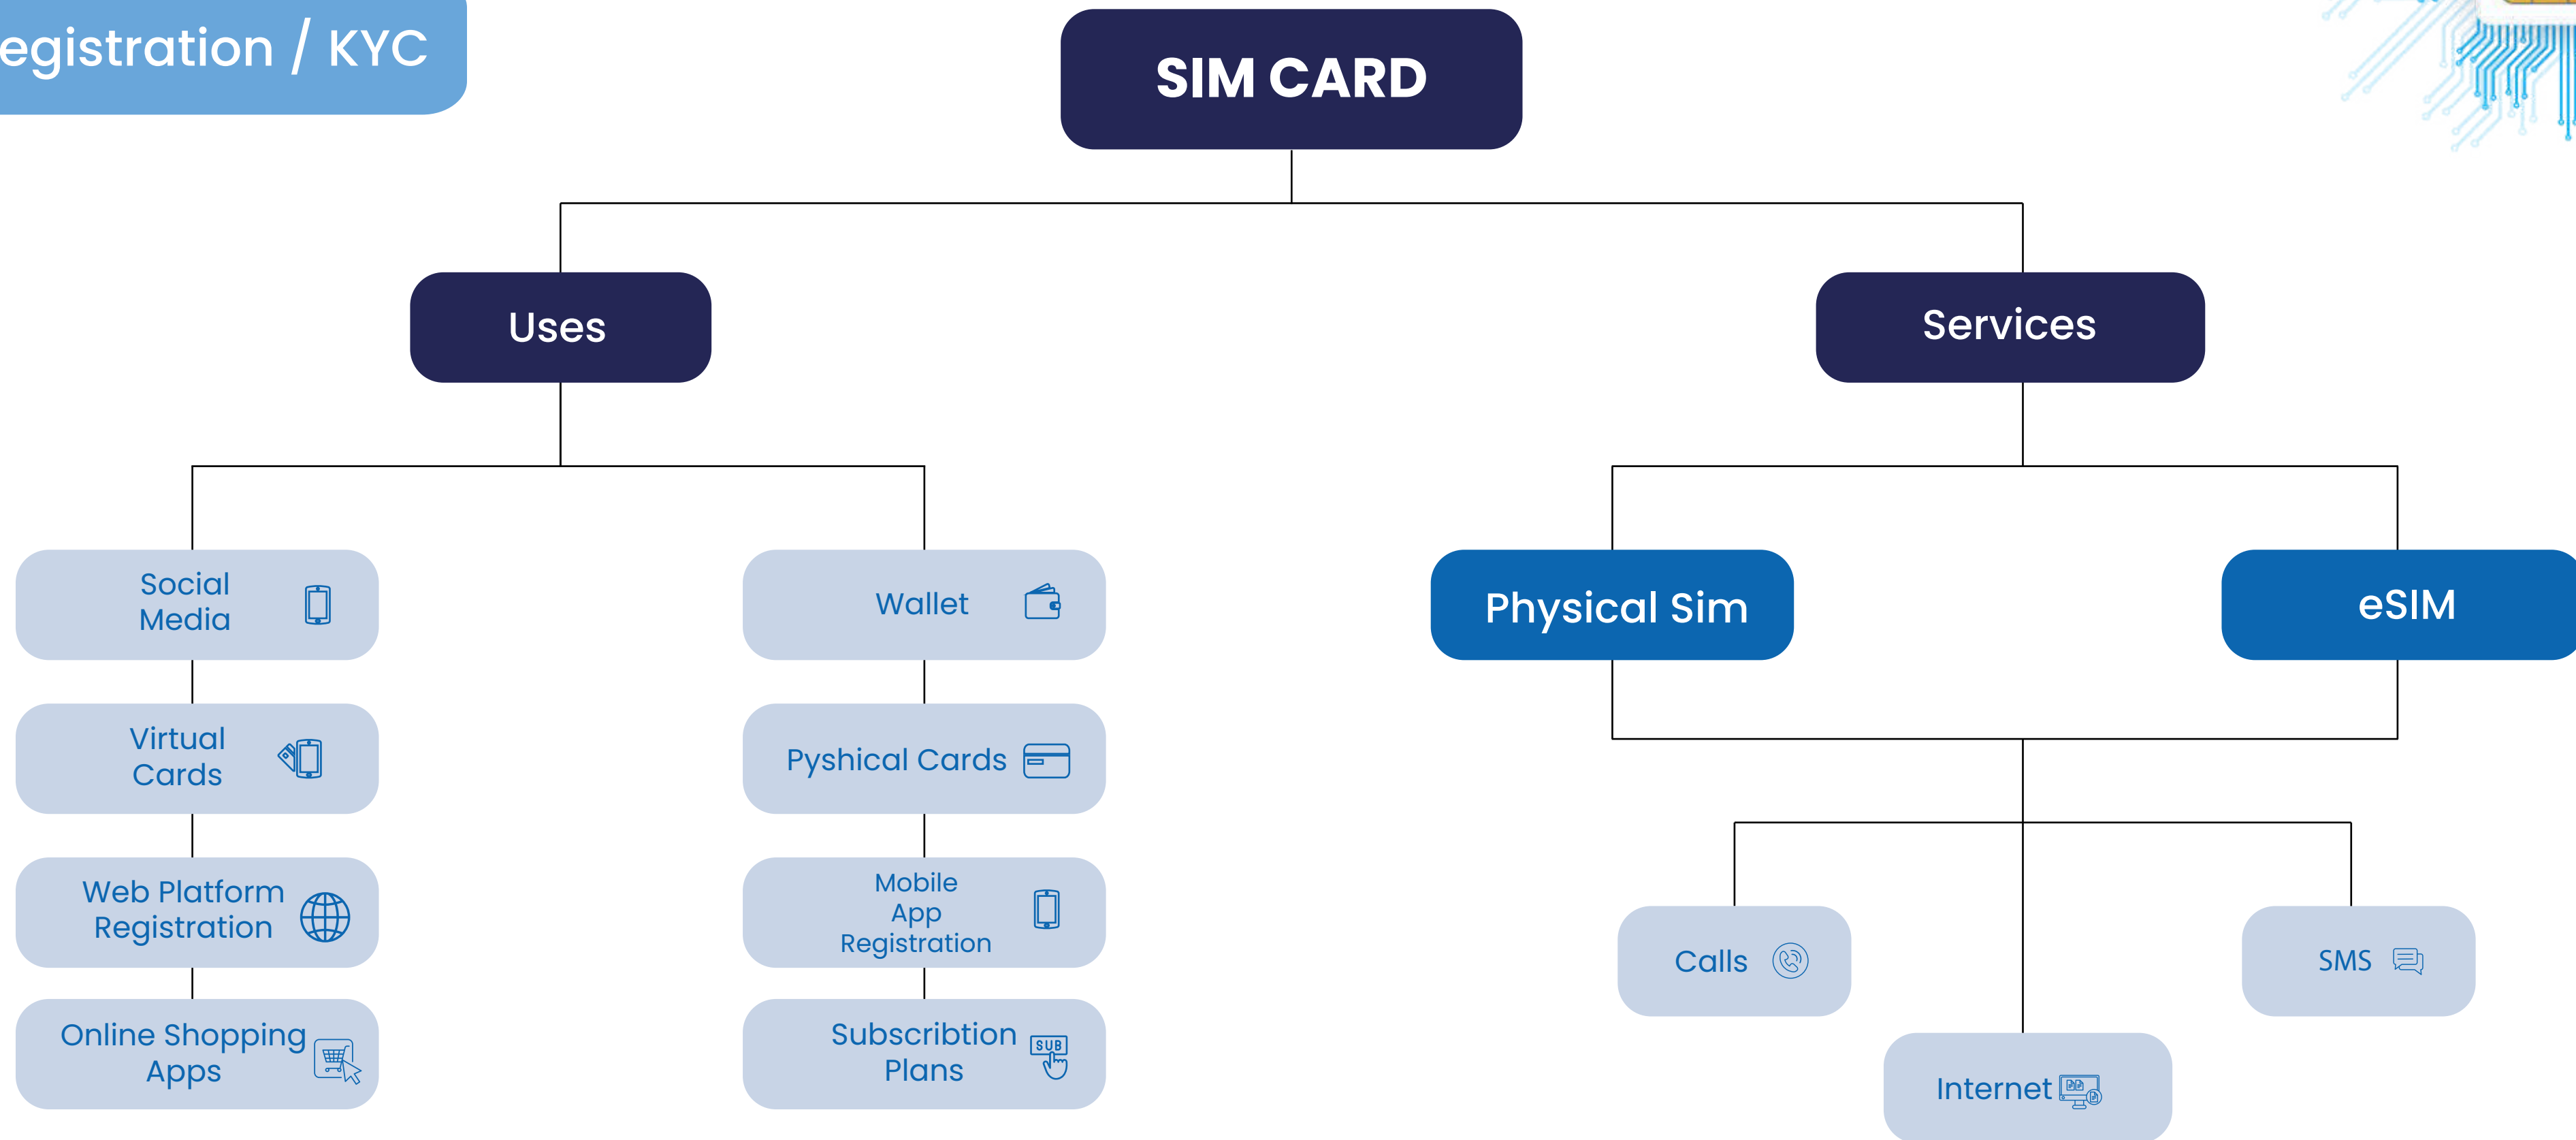 egistration / KYC
SIM CARD
Uses
Services
Social
Media
Wallet
Physical Sim
eSIM
Virtual
Cards
Pyshical Cards
Web Platform
Registration
Mobile
App
Registration
Calls
SMS
Online Shopping
Apps
Subscribtion
Plans
SUB
Internet